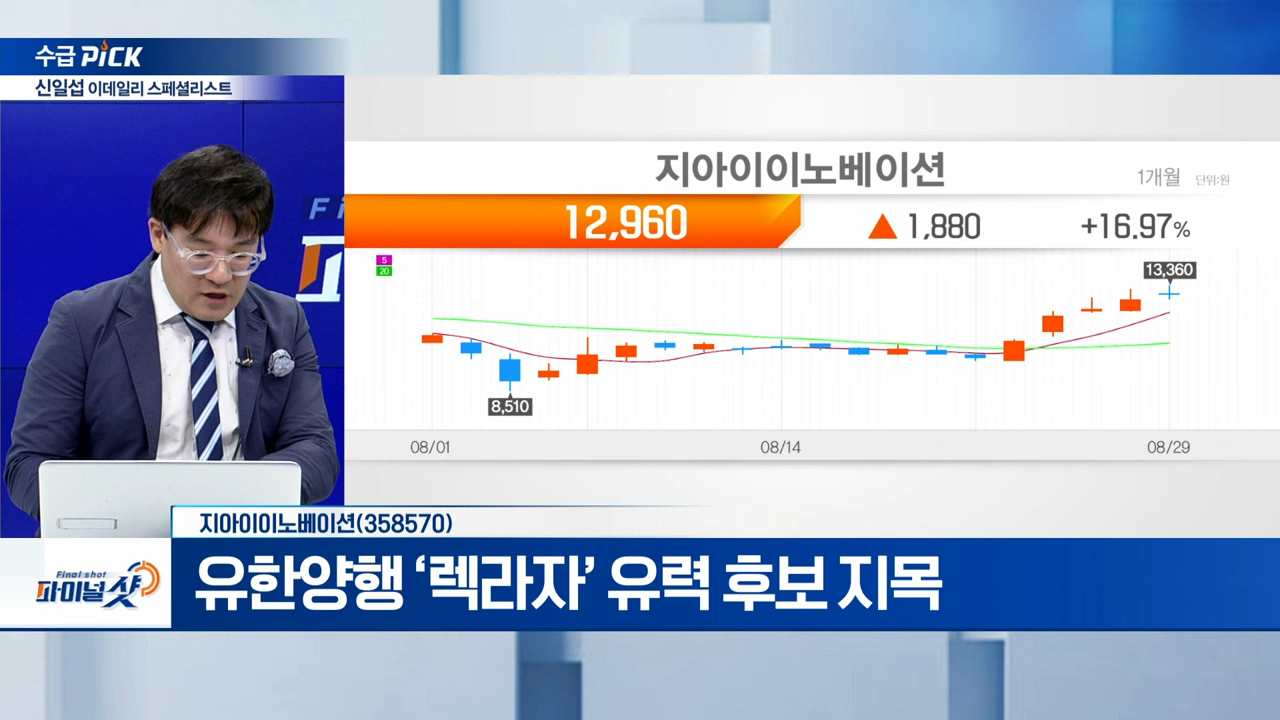 수급 PiCK
신일섭 이데일리 스페셜리스트
Fi
지아이이노베이션
1개월 단위:원
12,960 ▲ 1,880 +16.97%
5
20
13,360
8,510
08/01 08/14 08/29
지아이이노베이션(358570)
Final shot
파이널샷
유한양행 ‘렉라자’ 유력 후보 지목